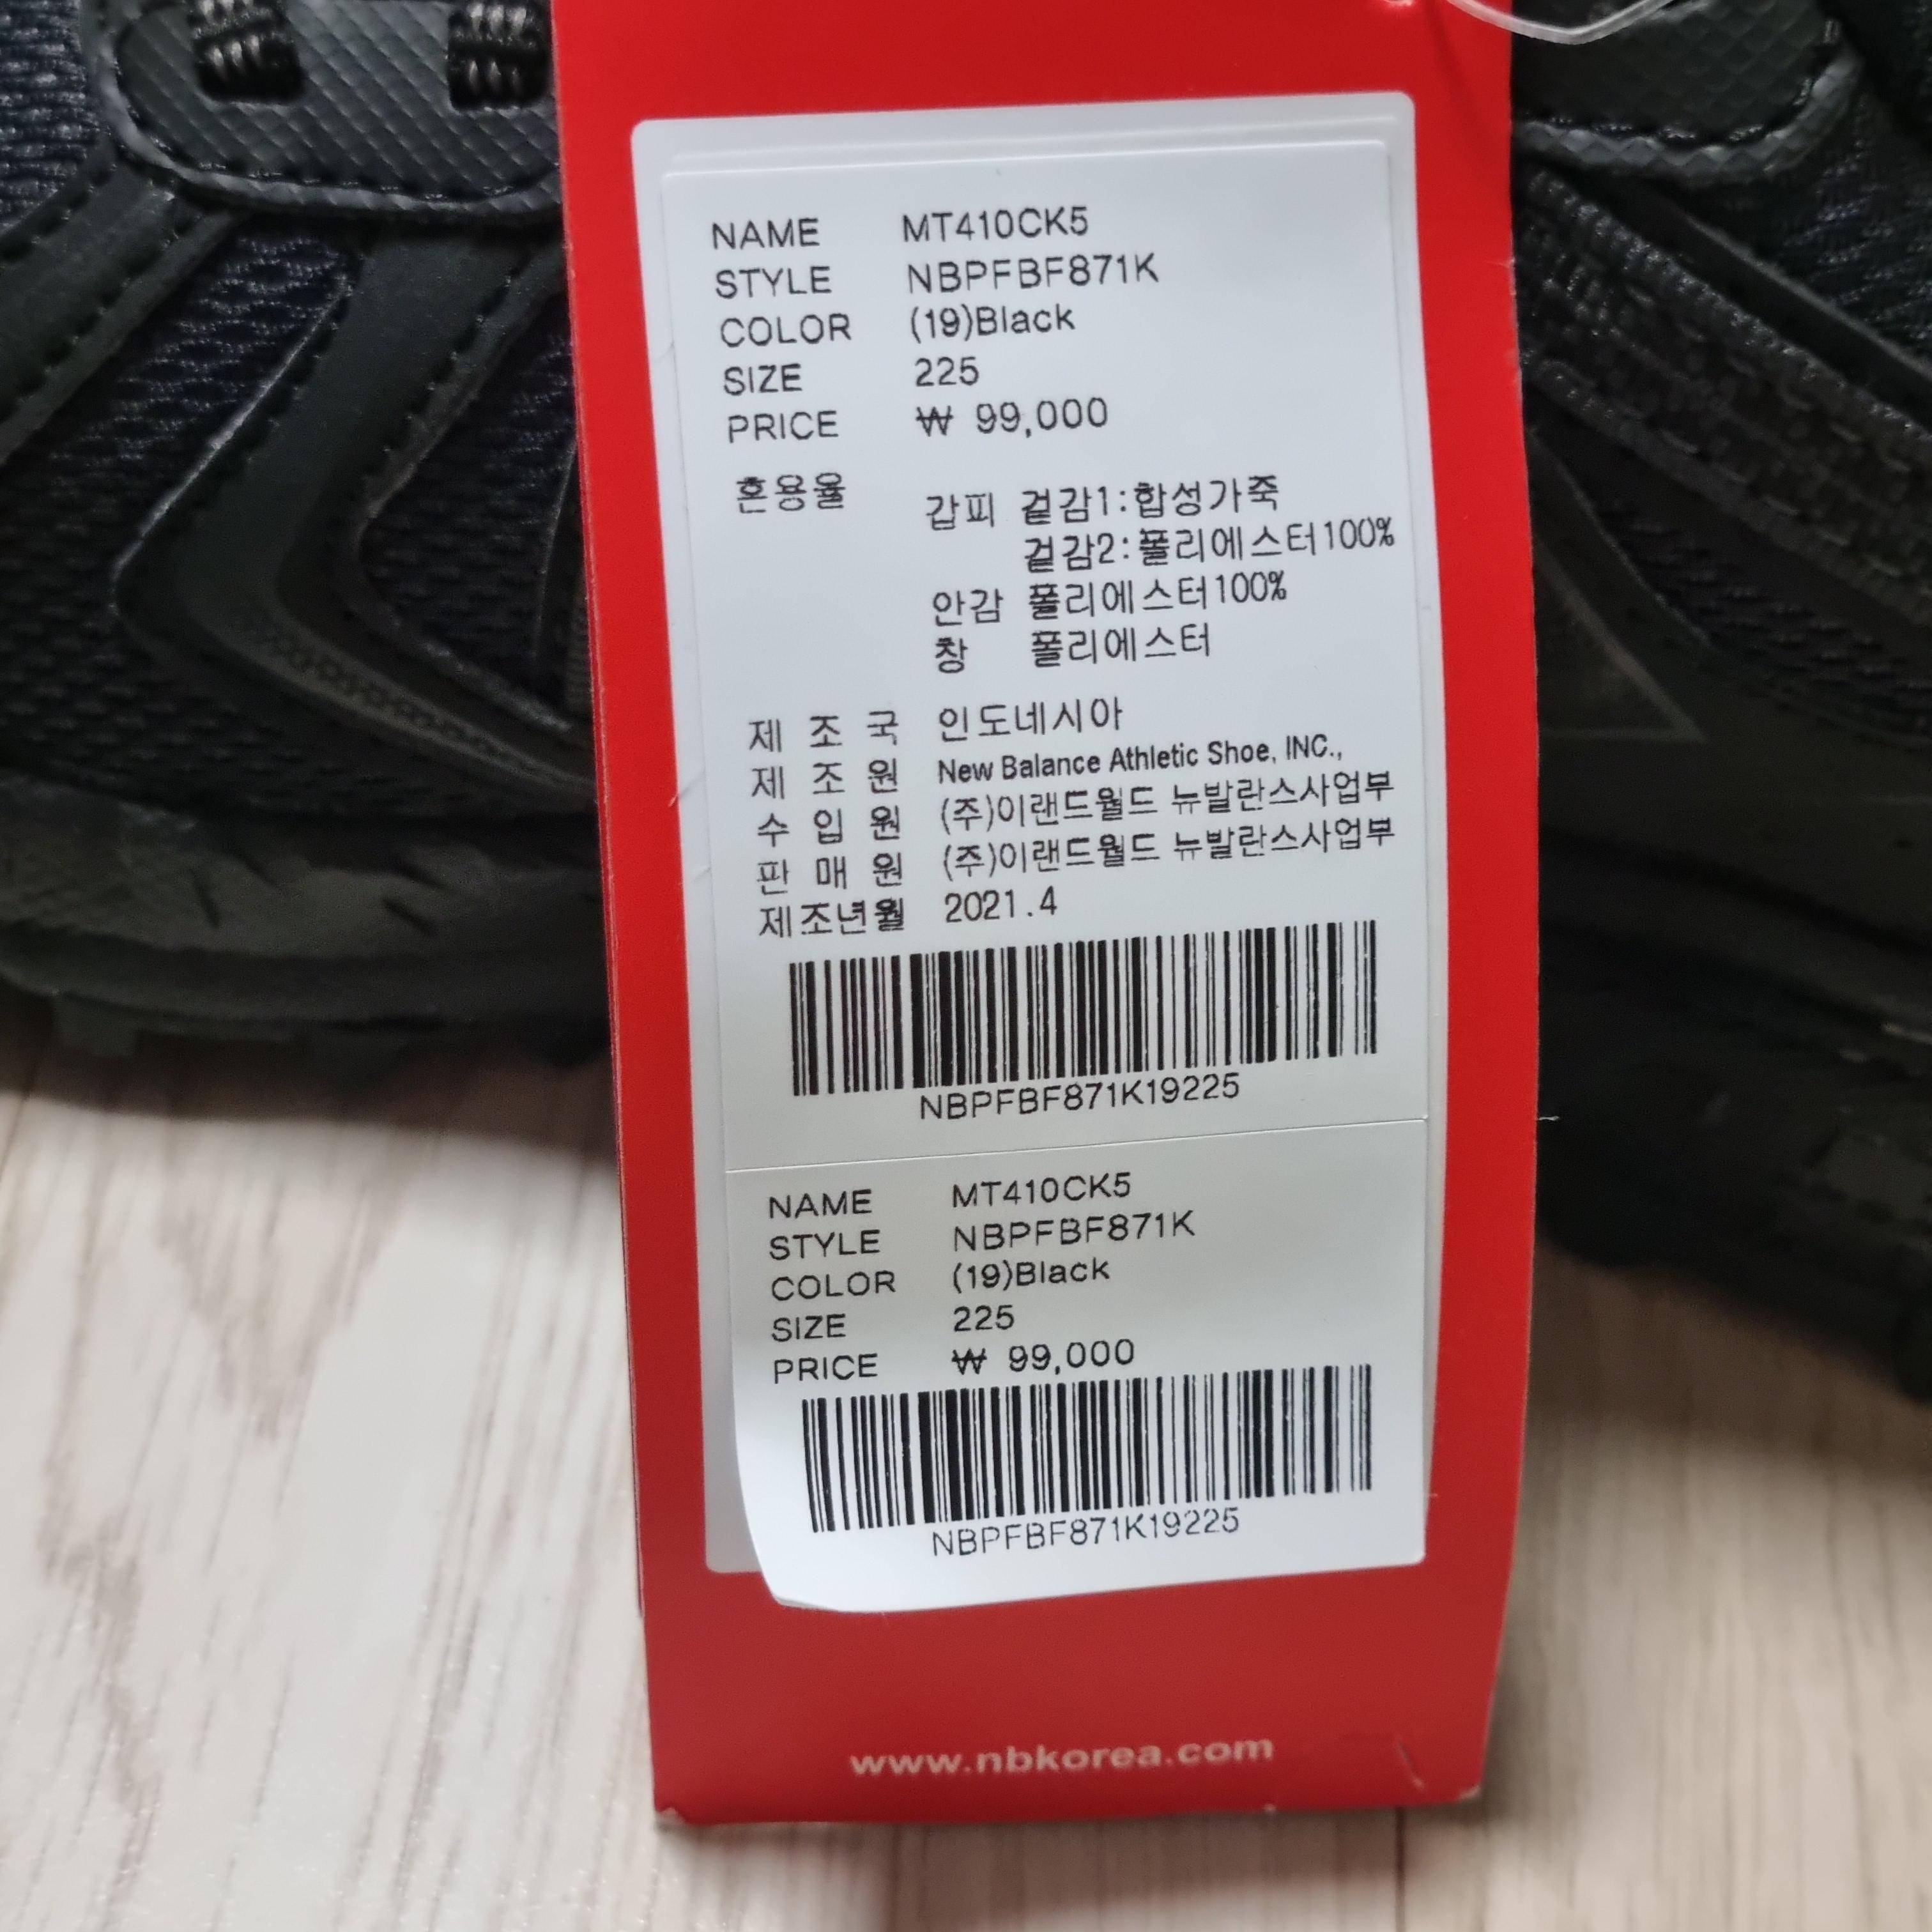 NAME MT410CK5
STYLE NBPFBF871K
COLOR (19)Black
SIZE 225
PRICE ₩ 99,000
혼용율 갑피 겉감1:합성가죽
겉감2:폴리에스터100%
안감 폴리에스터100%
창 폴리에스터
제 조 국 인도네시아
제 조 원 New Balance Athletic Shoe, INC.,
수 입 원 (주)이랜드월드 뉴발란스사업부
판 매 원 (주)이랜드월드 뉴발란스사업부
제조년월 2021.4
NBPFBF871K19225
NAME MT410CK5
STYLE NBPFBF871K
COLOR (19)Black
SIZE 225
PRICE ₩ 99,000
NBPFBF871K19225
www.nbkorea.com